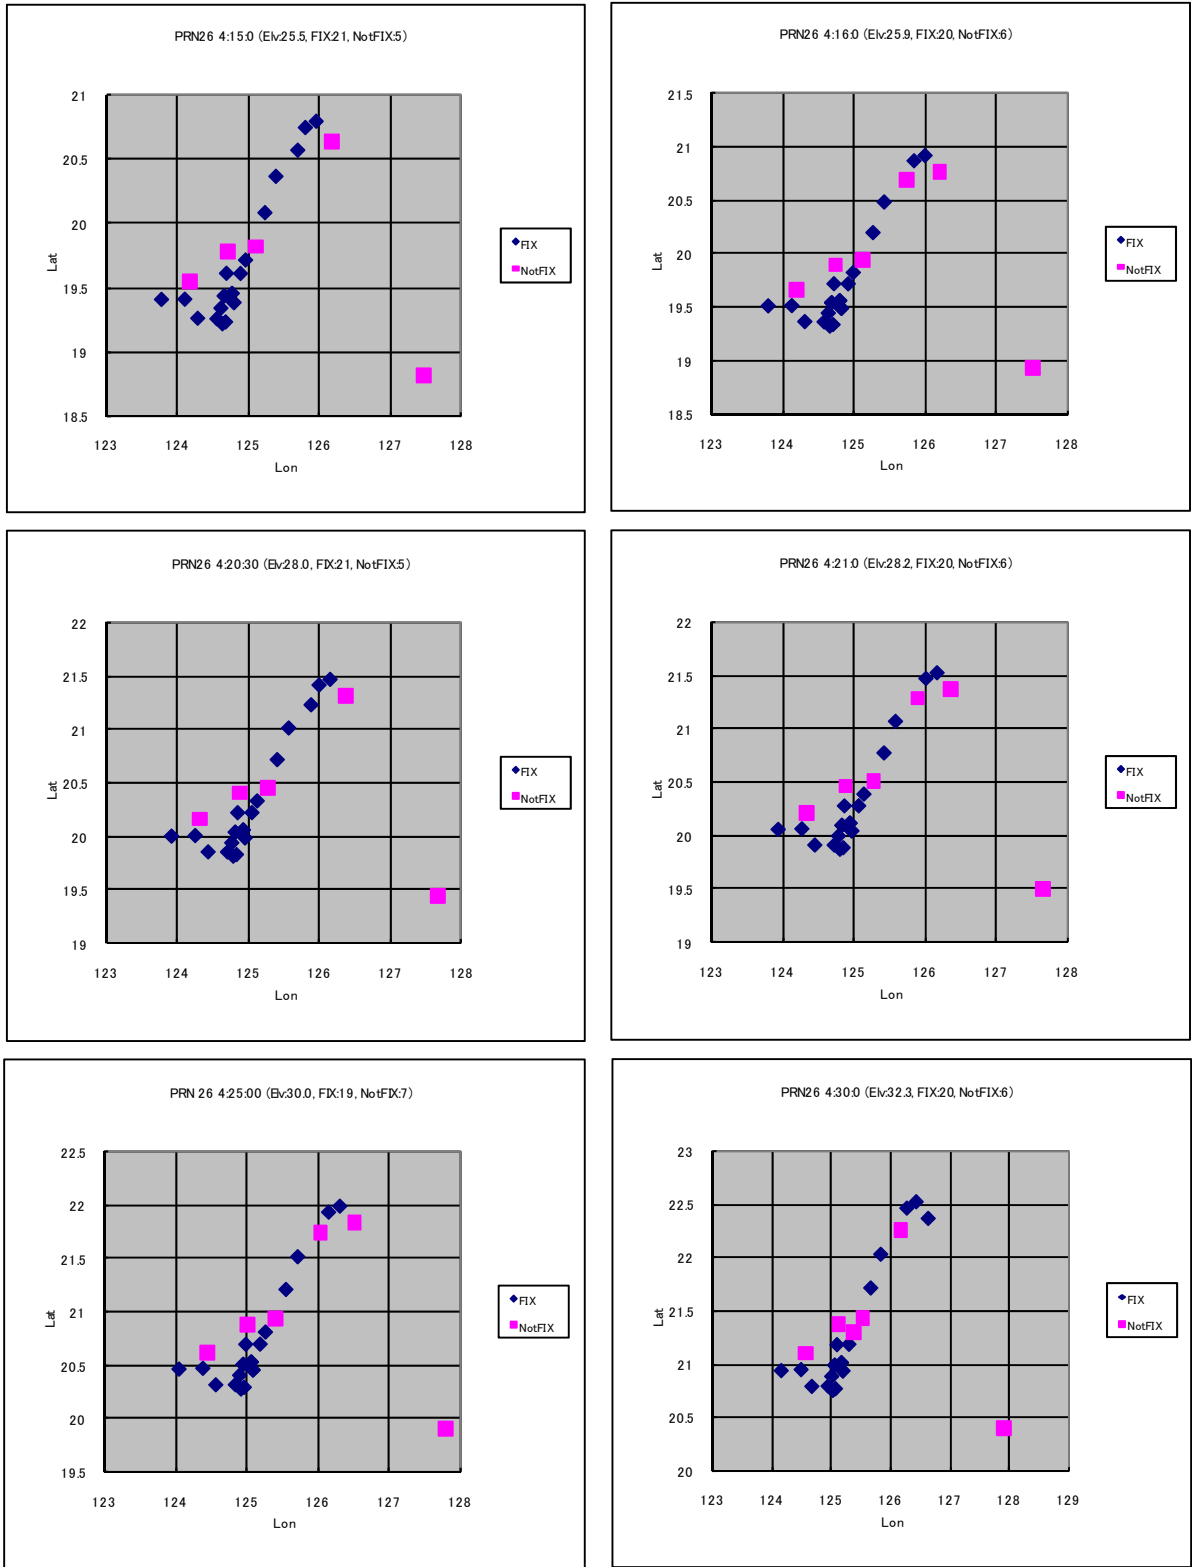 PRN26 4:15:0 (Elv:25.5, FIX:21, NotFIX:5)
21
20.5
20
19.5
19
18.5
Lat
123 124 125 126 127 128
Lon
FIX
NotFIX
PRN26 4:16:0 (Elv:25.9, FIX:20, NotFIX:6)
21.5
21
20.5
20
19.5
19
18.5
Lat
123 124 125 126 127 128
Lon
FIX
NotFIX
PRN26 4:20:30 (Elv:28.0, FIX:21, NotFIX:5)
22
21.5
21
20.5
20
19.5
19
Lat
123 124 125 126 127 128
Lon
FIX
NotFIX
PRN26 4:21:0 (Elv:28.2, FIX:20, NotFIX:6)
22
21.5
21
20.5
20
19.5
19
Lat
123 124 125 126 127 128
Lon
FIX
NotFIX
PRN 26 4:25:00 (Elv:30.0, FIX:19, NotFIX:7)
22.5
22
21.5
21
20.5
20
19.5
Lat
123 124 125 126 127 128
Lon
FIX
NotFIX
PRN26 4:30:0 (Elv:32.3, FIX:20, NotFIX:6)
23
22.5
22
21.5
21
20.5
20
Lat
123 124 125 126 127 128 129
Lon
FIX
NotFIX